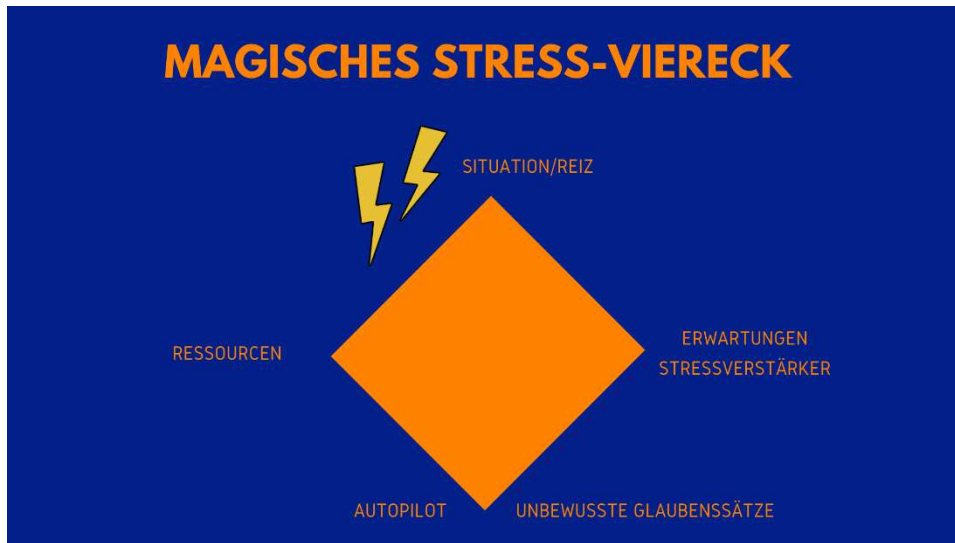 MAGISCHES STRESS-VIERECK
SITUATION/REIZ
RESSOURCEN
ERWARTUNGEN
STRESSVERSTÄRKER
AUTOPILOT
UNBEWUSSTE GLAUBENSSÄTZE